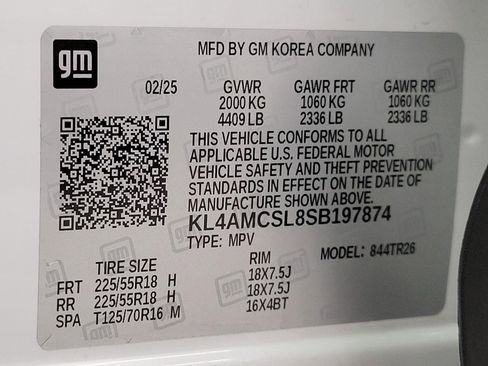 gm
MFD BY GM KOREA COMPANY
02/25 GVWR GAWR FRT GAWR RR
2000 KG 1060 KG 1060 KG
4409 LB 2336 LB 2336 LB
THIS VEHICLE CONFORMS TO ALL
APPLICABLE U.S. FEDERAL MOTOR
VEHICLE SAFETY AND THEFT PREVENTION
STANDARDS IN EFFECT ON THE DATE OF
MANUFACTURE SHOWN ABOVE.
KL4AMCSL8SB197874
TYPE: MPV MODEL: 844TR26
TIRE SIZE RIM
FRT 225/55R18 H 18X7.5J
RR 225/55R18 H 18X7.5J
SPA T125/70R16 M 16X4BT